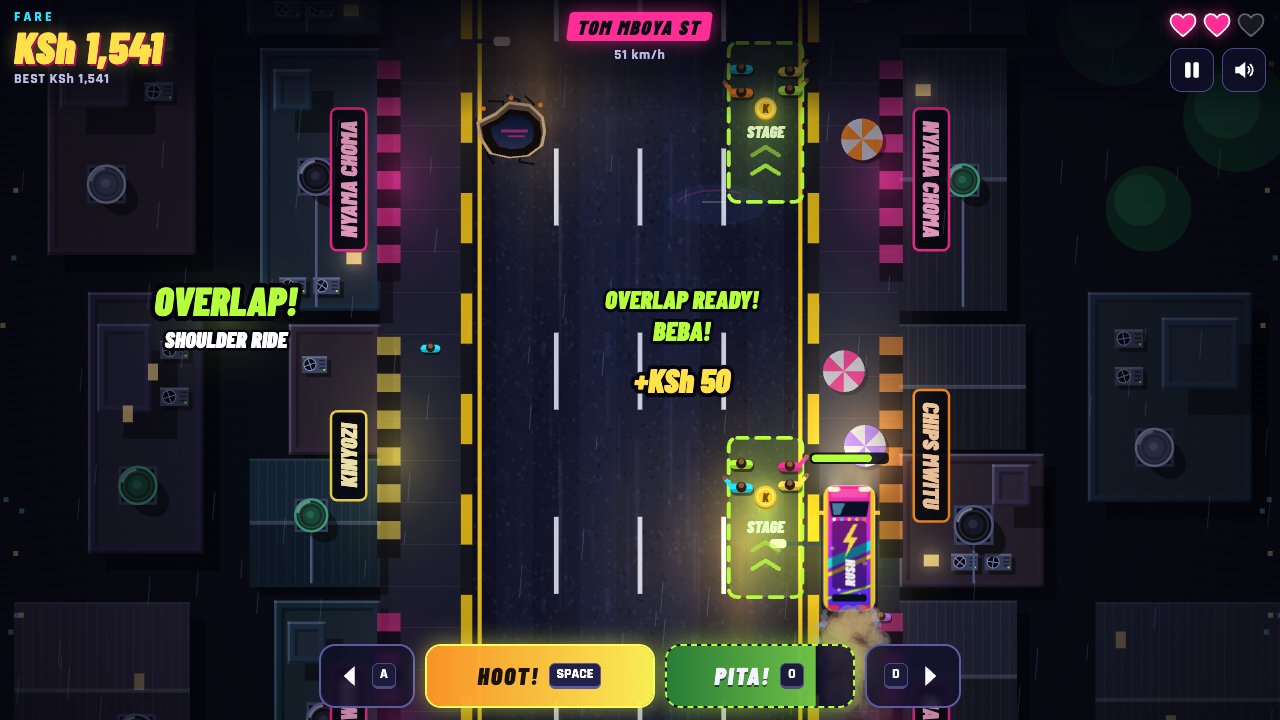 FARE
KSh 1,541
BEST KSh 1,541
TOM MBOYA ST
51 km/h
STAGE
K
NYAMA CHOMA
NYAMA CHOMA
OVERLAP!
SHOULDER RIDE
OVERLAP READY!
BEBA!
+KSh 50
KINYOZI
CHIPS MWITU
K
STAGE
RUSH
A
HOOT!
SPACE
PITA!
O
D